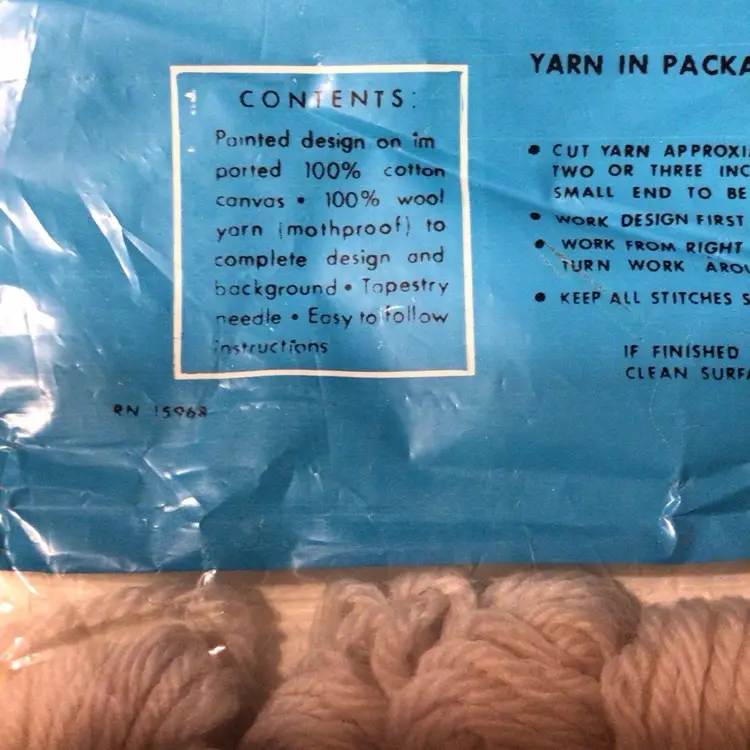 CONTENTS:
Painted design on im
ported 100% cotton
canvas • 100% wool
yarn (mothproof) to
complete design and
background • Tapestry
needle • Easy to follow
instructions
RN 15968
YARN IN PACKA
• CUT YARN APPROXI
TWO OR THREE INC
SMALL END TO BE
• WORK DESIGN FIRST
• WORK FROM RIGHT
TURN WORK AROU
• KEEP ALL STITCHES S
IF FINISHED
CLEAN SURFA